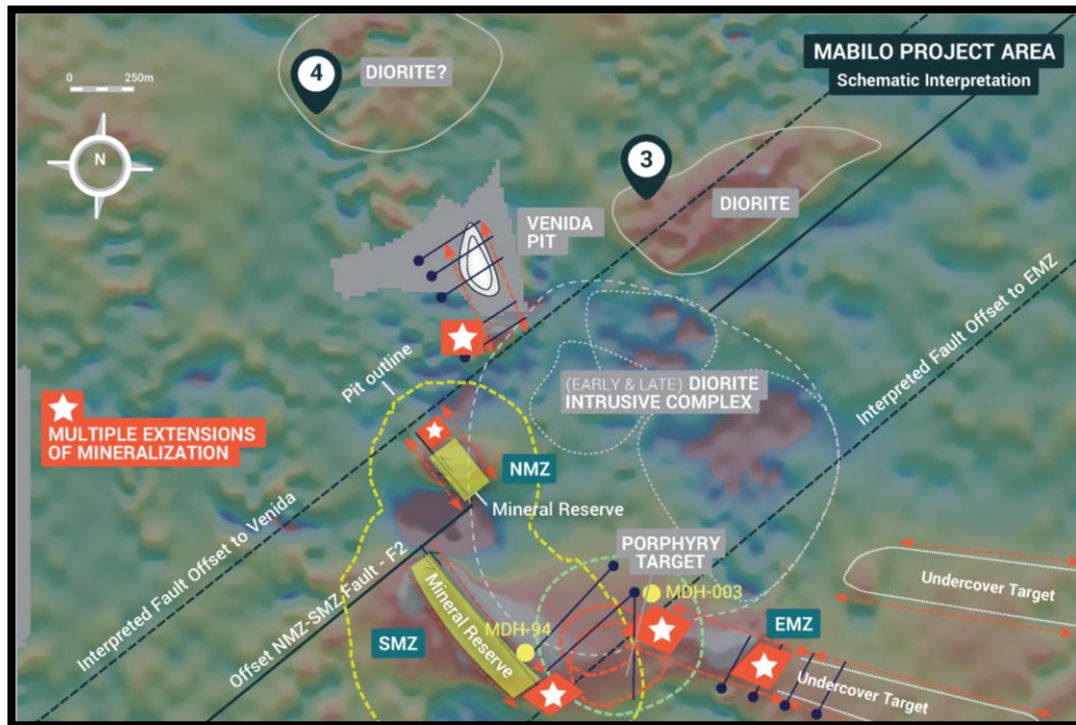 MABILO PROJECT AREA
Schematic Interpretation
0 250m
N
4
DIORITE?
3
DIORITE
VENIDA
PIT
Pit outline
(EARLY & LATE) DIORITE
INTRUSIVE COMPLEX
Interpreted Fault Offset to EMZ
MULTIPLE EXTENSIONS
OF MINERALIZATION
NMZ
Mineral Reserve
Interpreted Fault Offset to Venida
Offset NMZ-SMZ Fault - F2
PORPHYRY
TARGET
MDH-003
Undercover Target
Mineral Reserve
MDH-94
SMZ
EMZ
Undercover Target